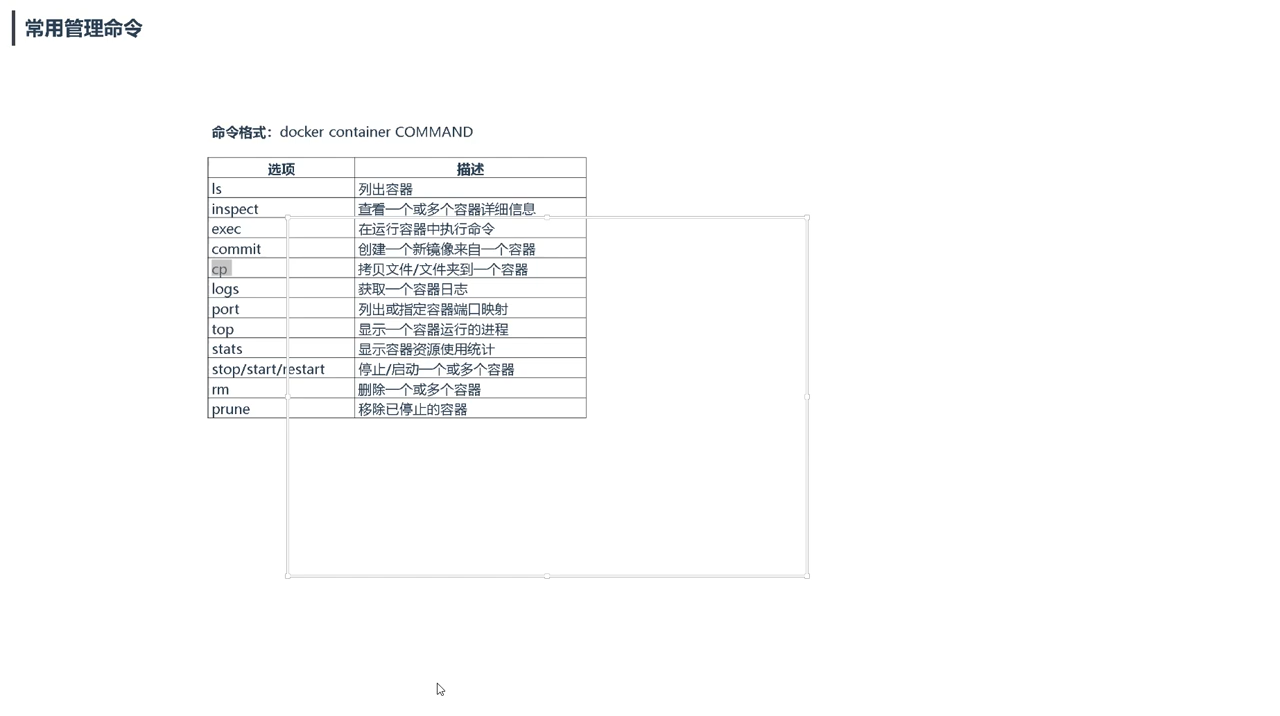 常用管理命令
命令格式：docker container COMMAND
选项 描述
ls 列出容器
inspect 查看一个或多个容器详细信息
exec 在运行容器中执行命令
commit 创建一个新镜像来自一个容器
cp 拷贝文件/文件夹到一个容器
logs 获取一个容器日志
port 列出或指定容器端口映射
top 显示一个容器运行的进程
stats 显示容器资源使用统计
stop/start/restart 停止/启动一个或多个容器
rm 删除一个或多个容器
prune 移除已停止的容器